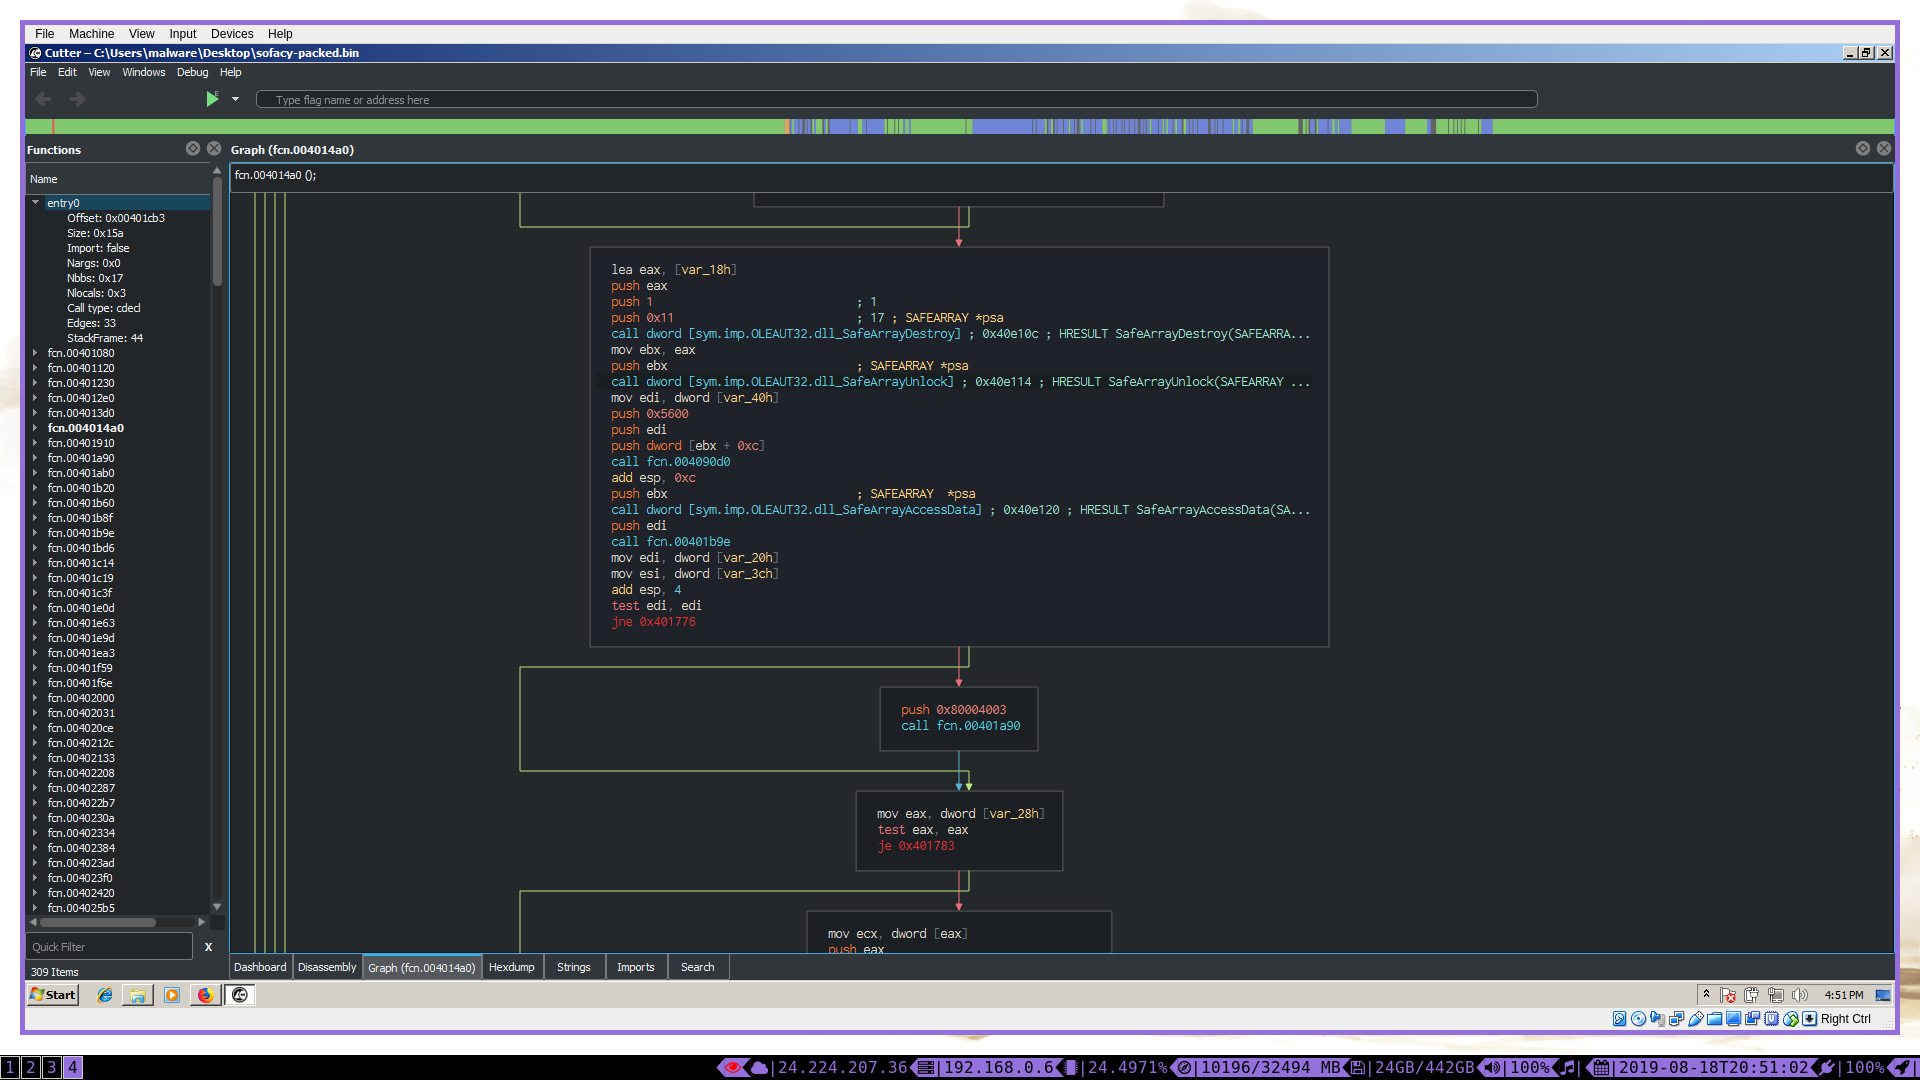 File Machine View Input Devices Help
Cutter – C:\Users\malware\Desktop\sofacy-packed.bin
File Edit View Windows Debug Help
Type flag name or address here
Functions
Graph (fcn.004014a0)
Name
fcn.004014a0 ();
entry0
Offset: 0x00401cb3
Size: 0x15a
Import: false
Nargs: 0x0
Nbbs: 0x17
Nlocals: 0x3
Call type: cdecl
Edges: 33
StackFrame: 44
fcn.00401080
fcn.00401120
fcn.00401230
fcn.004012e0
fcn.004013d0
fcn.004014a0
fcn.00401910
fcn.00401a90
fcn.00401ab0
fcn.00401b20
fcn.00401b60
fcn.00401b8f
fcn.00401b9e
fcn.00401bd6
fcn.00401c14
fcn.00401c19
fcn.00401c3f
fcn.00401e0d
fcn.00401e63
fcn.00401e9d
fcn.00401ea3
fcn.00401f59
fcn.00401f6e
fcn.00402000
fcn.00402031
fcn.004020ce
fcn.0040212c
fcn.00402133
fcn.00402208
fcn.00402287
fcn.004022b7
fcn.0040230a
fcn.00402334
fcn.00402384
fcn.004023ad
fcn.004023f0
fcn.00402420
fcn.004025b5
Quick Filter X
309 Items
lea eax, [var_18h]
push eax
push 1 ; 1
push 0x11 ; 17 ; SAFEARRAY *psa
call dword [sym.imp.OLEAUT32.dll_SafeArrayDestroy] ; 0x40e10c ; HRESULT SafeArrayDestroy(SAFEARRA...
mov ebx, eax
push ebx ; SAFEARRAY *psa
call dword [sym.imp.OLEAUT32.dll_SafeArrayUnlock] ; 0x40e114 ; HRESULT SafeArrayUnlock(SAFEARRAY ...
mov edi, dword [var_40h]
push 0x5600
push edi
push dword [ebx + 0xc]
call fcn.004090d0
add esp, 0xc
push ebx ; SAFEARRAY *psa
call dword [sym.imp.OLEAUT32.dll_SafeArrayAccessData] ; 0x40e120 ; HRESULT SafeArrayAccessData(SA...
push edi
call fcn.00401b9e
mov edi, dword [var_20h]
mov esi, dword [var_3ch]
add esp, 4
test edi, edi
jne 0x401776
push 0x80004003
call fcn.00401a90
mov eax, dword [var_28h]
test eax, eax
je 0x401783
mov ecx, dword [eax]
push eax
Dashboard Disassembly Graph (fcn.004014a0) Hexdump Strings Imports Search
Start 4:51 PM
Right Ctrl
1 2 3 4 24.224.207.36 192.168.0.6 24.4971% 10196/32494 MB 24GB/442GB 100% 2019-08-18T20:51:02 100%